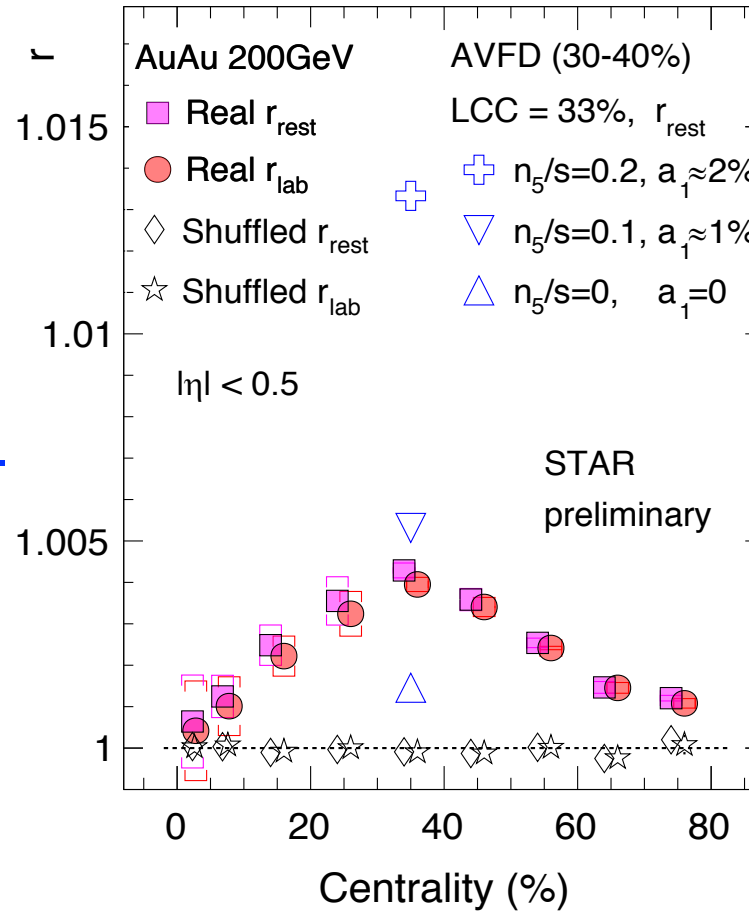 r
AuAu 200GeV
AVFD (30-40%)
Real r_rest
LCC = 33%, r_rest
Real r_lab
n_5/s=0.2, a_1≈2%
Shuffled r_rest
n_5/s=0.1, a_1≈1%
Shuffled r_lab
n_5/s=0, a_1=0
|η| < 0.5
STAR
preliminary
1.015
1.01
1.005
1
0 20 40 60 80
Centrality (%)